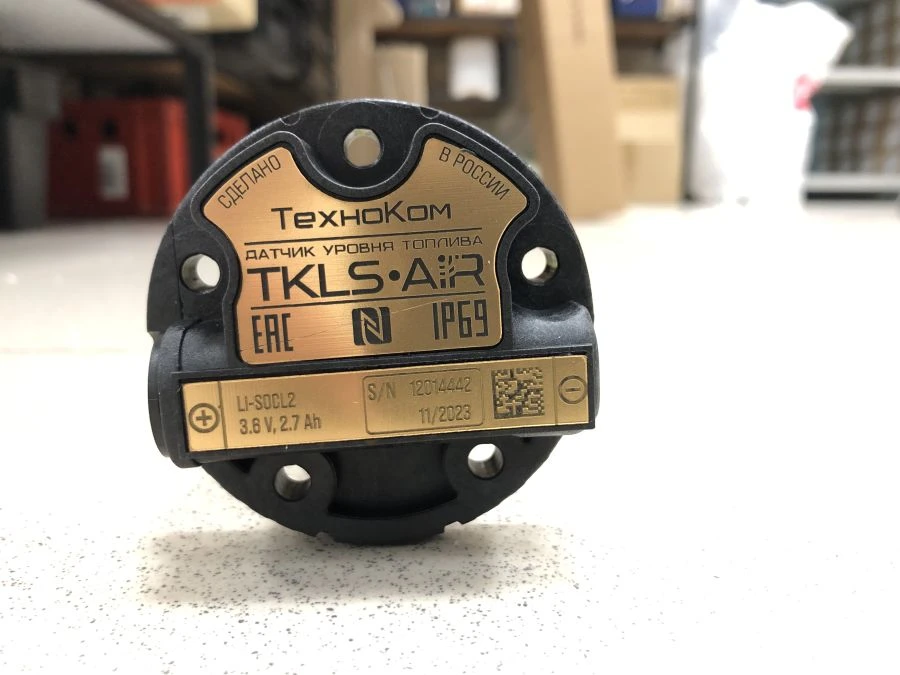 СДЕЛАНО В РОССИИ
ТехноКом
ДАТЧИК УРОВНЯ ТОПЛИВА
TKLS•AiR
EAC IP69
LI-SOCL2
3.6 V, 2.7 Ah
S/N 12014442
11/2023